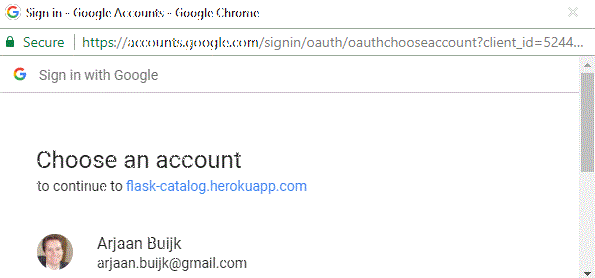 Sign in - Google Accounts - Google Chrome
Secure https://accounts.google.com/signin/oauth/oauthchooseaccount?client_id=5244...
Sign in with Google
Choose an account
to continue to flask-catalog.herokuapp.com
Arjaan Buijk
arjaan.buijk@gmail.com